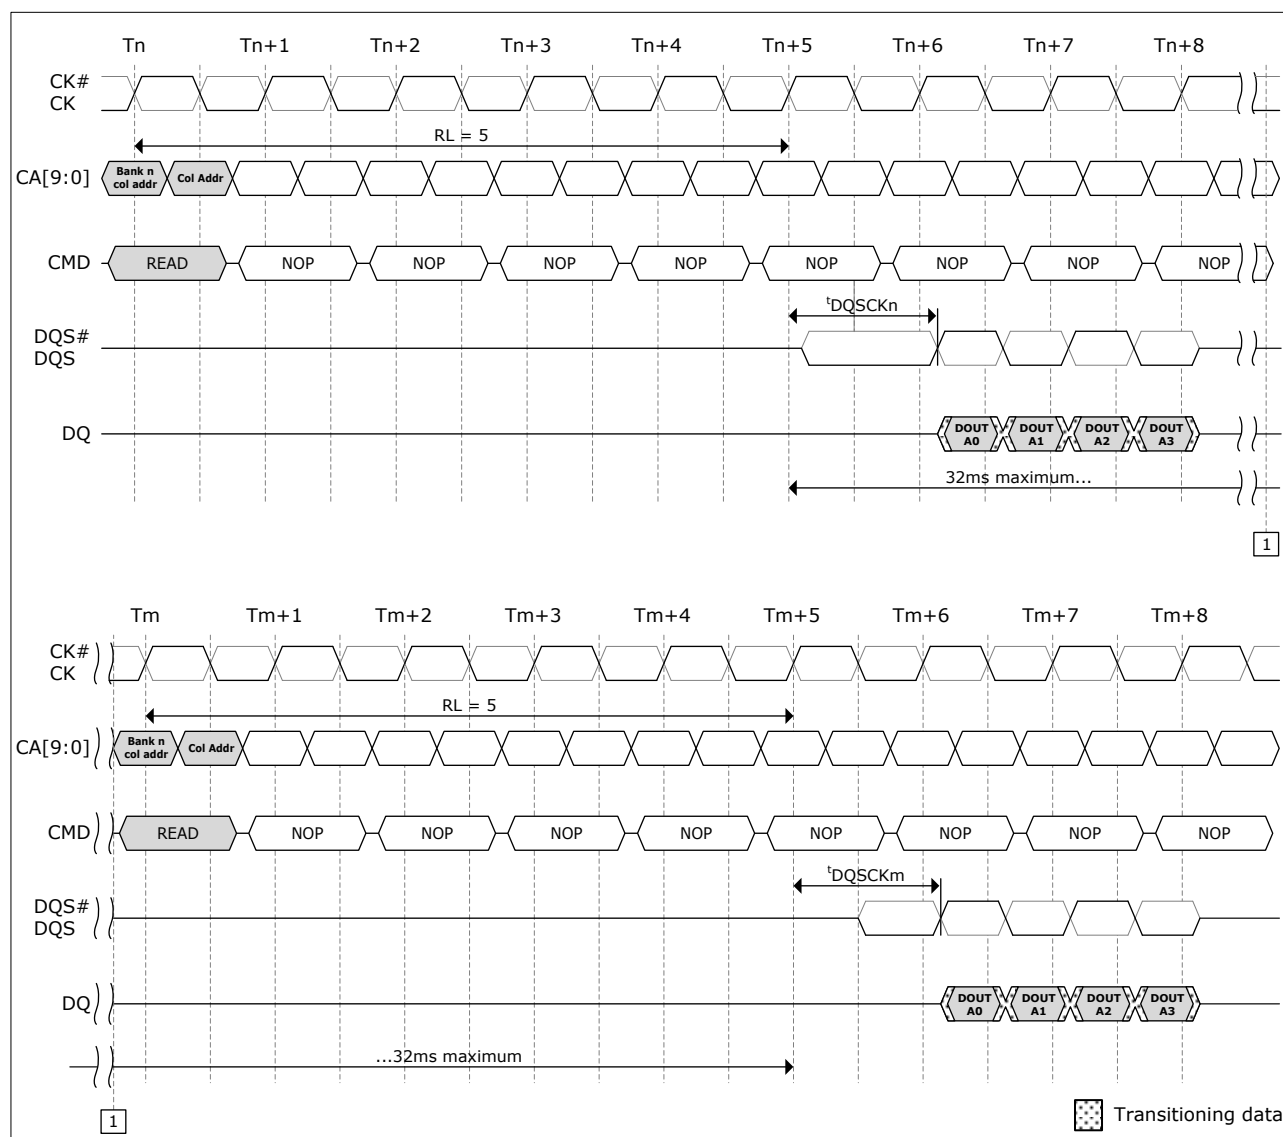 Tn Tn+1 Tn+2 Tn+3 Tn+4 Tn+5 Tn+6 Tn+7 Tn+8
CK#
CK
RL = 5
CA[9:0] Bank n col addr Col Addr
CMD READ NOP NOP NOP NOP NOP NOP NOP NOP
tDQSCKn
DQS#
DQS
DQ DOUT A0 DOUT A1 DOUT A2 DOUT A3
32ms maximum...
1
Tm Tm+1 Tm+2 Tm+3 Tm+4 Tm+5 Tm+6 Tm+7 Tm+8
CK#
CK
RL = 5
CA[9:0] Bank n col addr Col Addr
CMD READ NOP NOP NOP NOP NOP NOP NOP NOP
tDQSCKm
DQS#
DQS
DQ DOUT A0 DOUT A1 DOUT A2 DOUT A3
...32ms maximum
1
Transitioning data